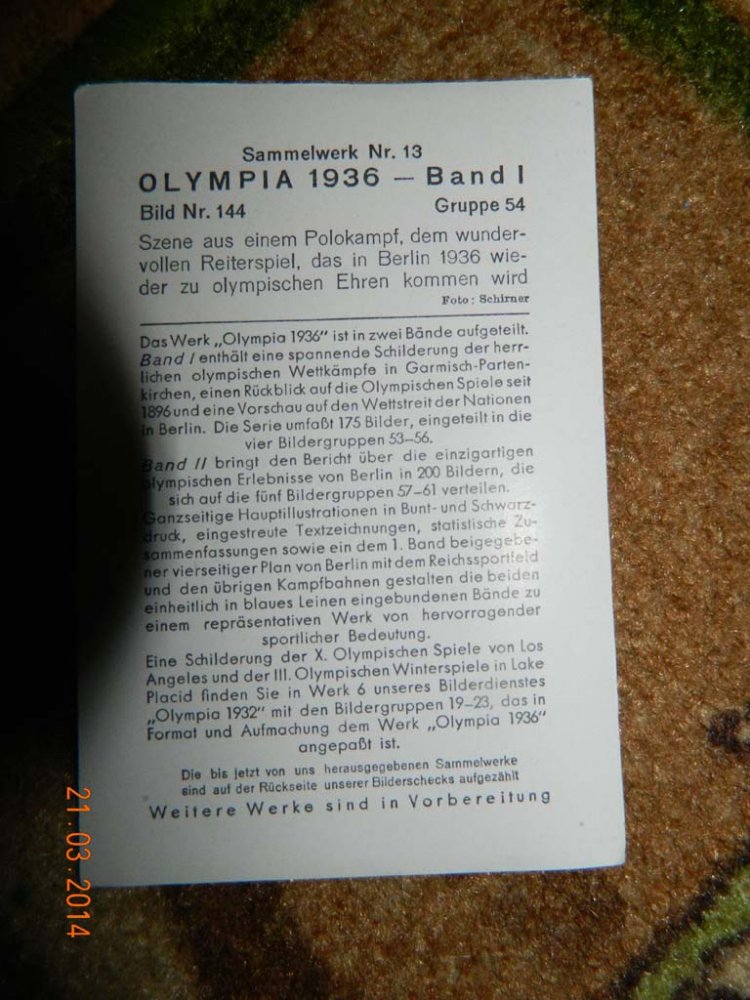 Sammelwerk Nr. 13
OLYMPIA 1936 — Band I
Bild Nr. 144 Gruppe 54
Szene aus einem Polokampf, dem wunder-
vollen Reiterspiel, das in Berlin 1936 wie-
der zu olympischen Ehren kommen wird
Foto: Schirner
Das Werk „Olympia 1936“ ist in zwei Bände aufgeteilt.
Band I enthält eine spannende Schilderung der herr-
lichen olympischen Wettkämpfe in Garmisch-Parten-
kirchen, einen Rückblick auf die Olympischen Spiele seit
1896 und eine Vorschau auf den Wettstreit der Nationen
in Berlin. Die Serie umfaßt 175 Bilder, eingeteilt in die
vier Bildergruppen 53–56.
Band II bringt den Bericht über die einzigartigen
olympischen Erlebnisse von Berlin in 200 Bildern, die
sich auf die fünf Bildergruppen 57–61 verteilen.
Ganzseitige Hauptillustrationen in Bunt- und Schwarz-
druck, eingestreute Textzeichnungen, statistische Zu-
sammenfassungen sowie ein dem 1. Band beigegebe-
ner vierseitiger Plan von Berlin mit dem Reichssportfeld
und den übrigen Kampfbahnen gestalten die beiden
einheitlich in blaues Leinen eingebundenen Bände zu
einem repräsentativen Werk von hervorragender
sportlicher Bedeutung.
Eine Schilderung der X. Olympischen Spiele von Los
Angeles und der III. Olympischen Winterspiele in Lake
Placid finden Sie in Werk 6 unseres Bilderdienstes
„Olympia 1932“ mit den Bildergruppen 19–23, das in
Format und Aufmachung dem Werk „Olympia 1936“
angepaßt ist.
Die bis jetzt von uns herausgegebenen Sammelwerke
sind auf der Rückseite unserer Bilderschecks aufgezählt
Weitere Werke sind in Vorbereitung
21.03.2014